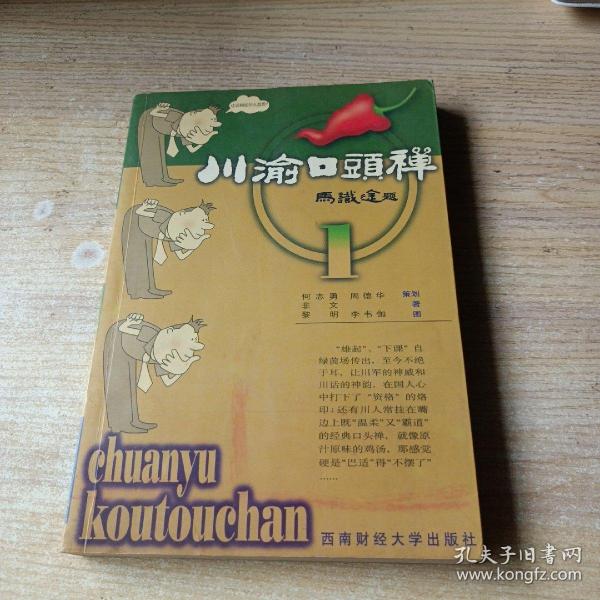 川渝口頭禪
馬識途题
1
何志勇 周德华 策划
非文 著
黎明 李韦伽 图
“雄起”、“下课”自
绿茵场传出,至今不绝
于耳,让川军的神威和
川话的神韵,在国人心
中打下了“资格”的烙
印;还有川人常挂在嘴
边上既“温柔”又“霸道”
的经典口头禅,就像原
汁原味的鸡汤,那感觉
硬是“巴适”得“不摆了”
……
chuanyu
koutouchan
西南财经大学出版社
孔夫子旧书网
www.kongfz.com